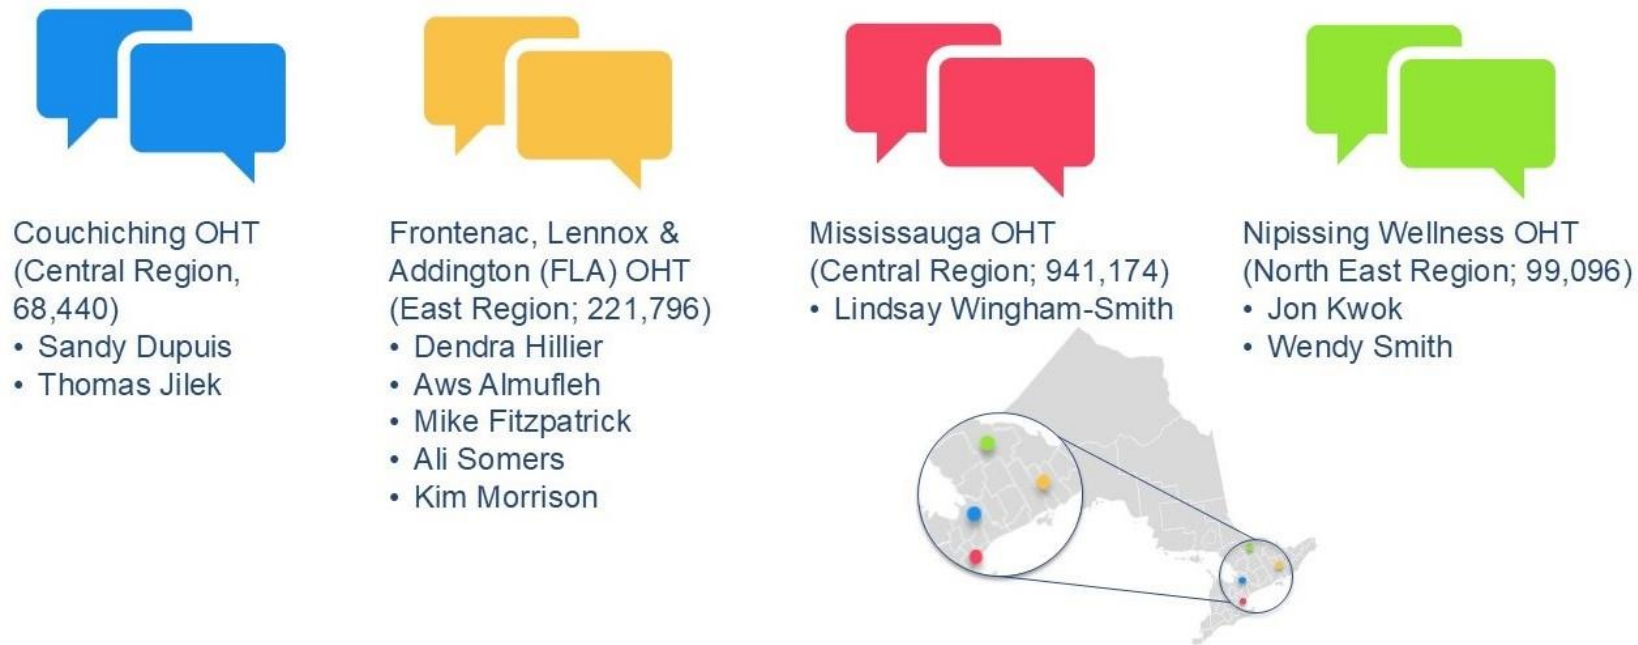 Couchiching OHT
(Central Region,
68,440)
• Sandy Dupuis
• Thomas Jilek
Frontenac, Lennox &
Addington (FLA) OHT
(East Region; 221,796)
• Dendra Hillier
• Aws Almufleh
• Mike Fitzpatrick
• Ali Somers
• Kim Morrison
Mississauga OHT
(Central Region; 941,174)
• Lindsay Wingham-Smith
Nipissing Wellness OHT
(North East Region; 99,096)
• Jon Kwok
• Wendy Smith